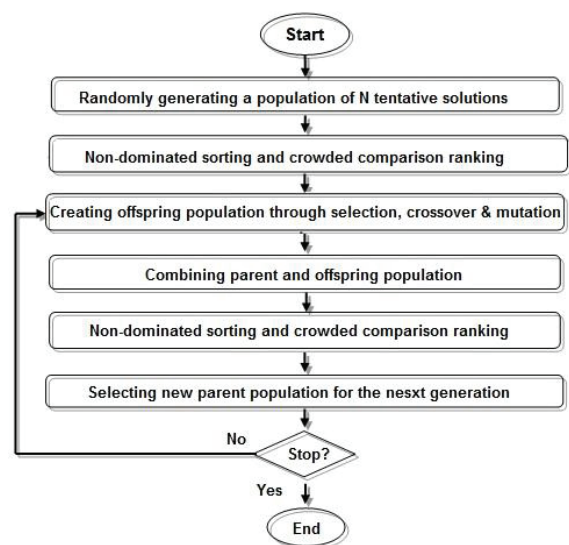 Start
Randomly generating a population of N tentative solutions
Non-dominated sorting and crowded comparison ranking
Creating offspring population through selection, crossover & mutation
Combining parent and offspring population
Non-dominated sorting and crowded comparison ranking
Selecting new parent population for the nesxt generation
No
Stop?
Yes
End